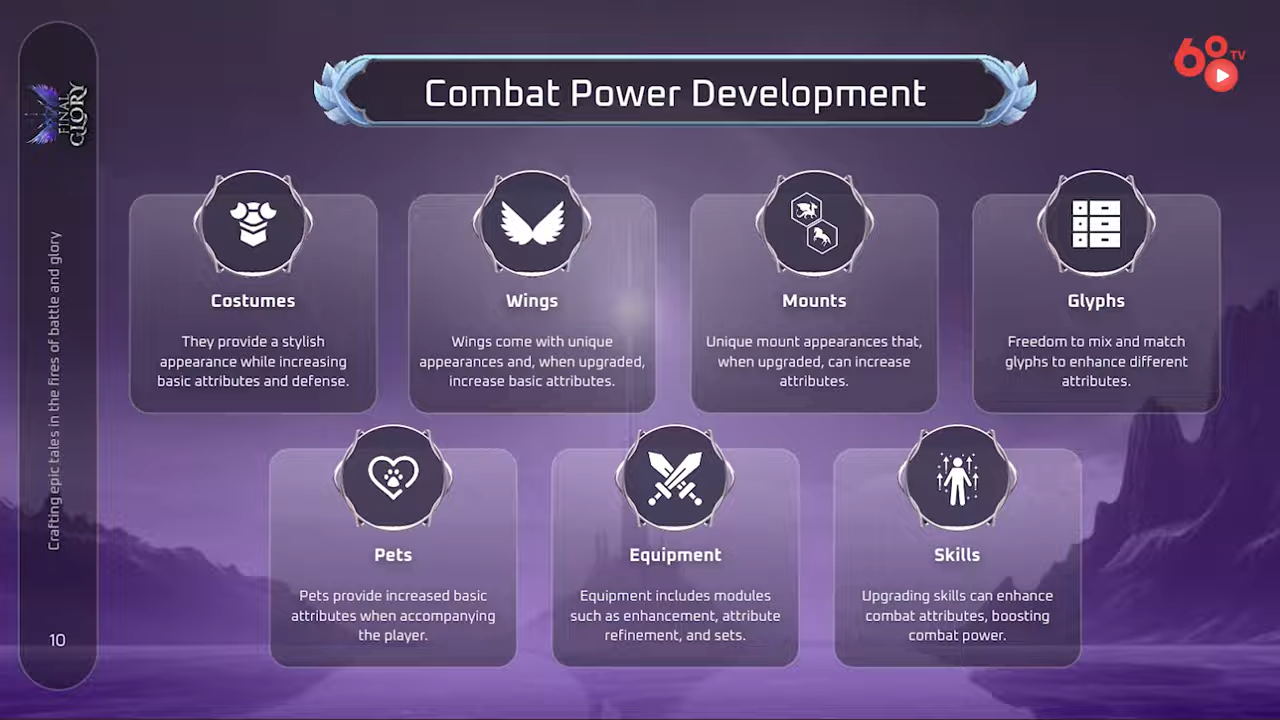 Combat Power Development
60 TV
FINAL
GLORY
Crafting epic tales in the fires of battle and glory
10
Costumes
They provide a stylish
appearance while increasing
basic attributes and defense.
Wings
Wings come with unique
appearances and, when upgraded,
increase basic attributes.
Mounts
Unique mount appearances that,
when upgraded, can increase
attributes.
Glyphs
Freedom to mix and match
glyphs to enhance different
attributes.
Pets
Pets provide increased basic
attributes when accompanying
the player.
Equipment
Equipment includes modules
such as enhancement, attribute
refinement, and sets.
Skills
Upgrading skills can enhance
combat attributes, boosting
combat power.